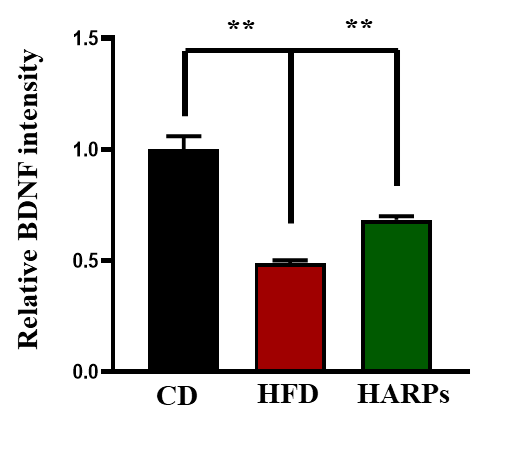 ** **
1.5
1.0
0.5
0.0
Relative BDNF intensity
CD HFD HARPs